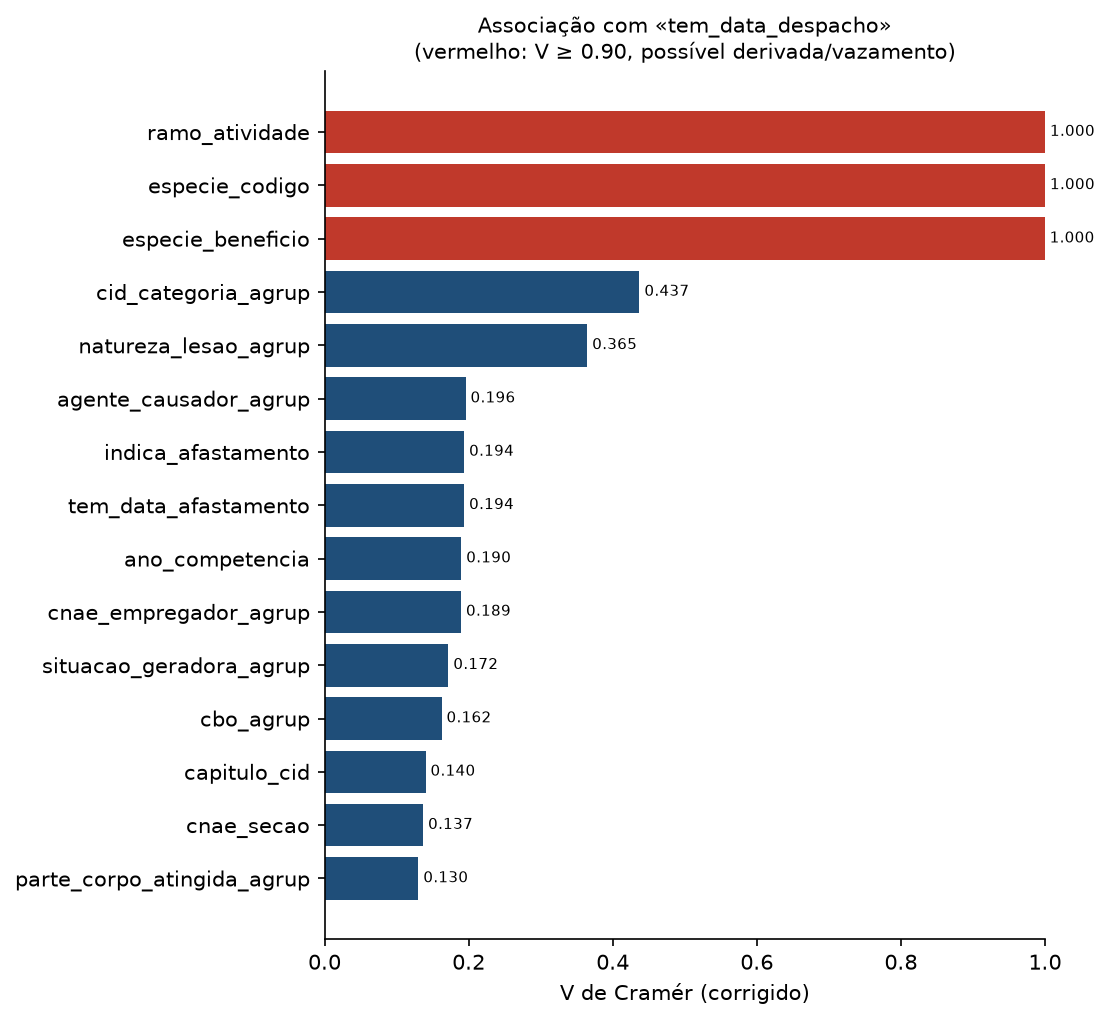 Associação com «tem_data_despacho»
(vermelho: V ≥ 0.90, possível derivada/vazamento)
ramo_atividade 1.000
especie_codigo 1.000
especie_beneficio 1.000
cid_categoria_agrup 0.437
natureza_lesao_agrup 0.365
agente_causador_agrup 0.196
indica_afastamento 0.194
tem_data_afastamento 0.194
ano_competencia 0.190
cnae_empregador_agrup 0.189
situacao_geradora_agrup 0.172
cbo_agrup 0.162
capitulo_cid 0.140
cnae_secao 0.137
parte_corpo_atingida_agrup 0.130
0.0 0.2 0.4 0.6 0.8 1.0
V de Cramér (corrigido)